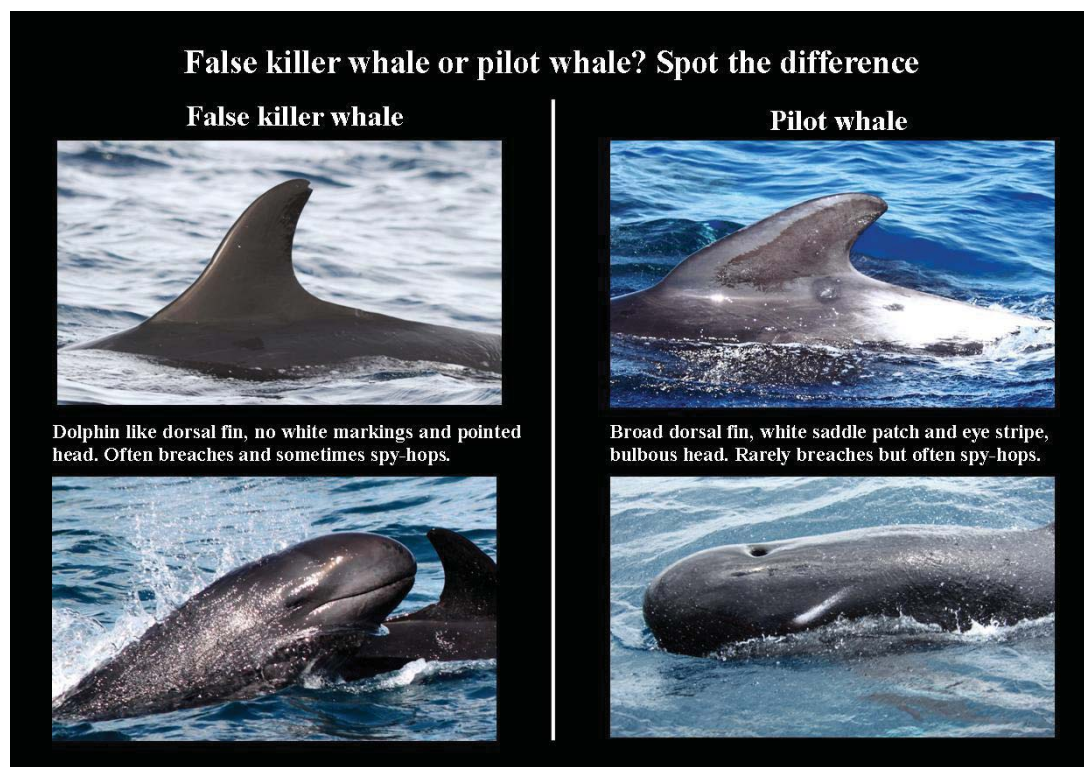 False killer whale or pilot whale? Spot the difference
False killer whale
Dolphin like dorsal fin, no white markings and pointed
head. Often breaches and sometimes spy-hops.
Pilot whale
Broad dorsal fin, white saddle patch and eye stripe,
bulbous head. Rarely breaches but often spy-hops.